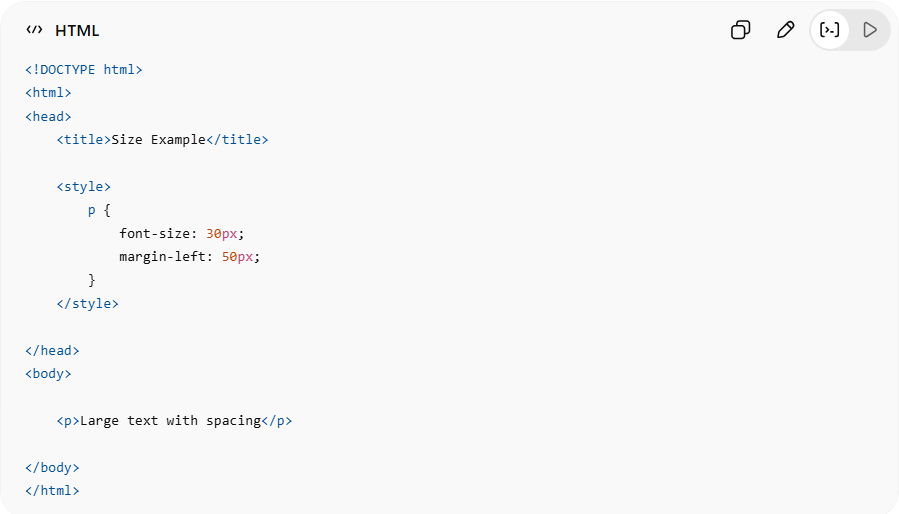 HTML
<!DOCTYPE html>
<html>
<head>
    <title>Size Example</title>
    <style>
        p {
            font-size: 30px;
            margin-left: 50px;
        }
    </style>
</head>
<body>
    <p>Large text with spacing</p>
</body>
</html>